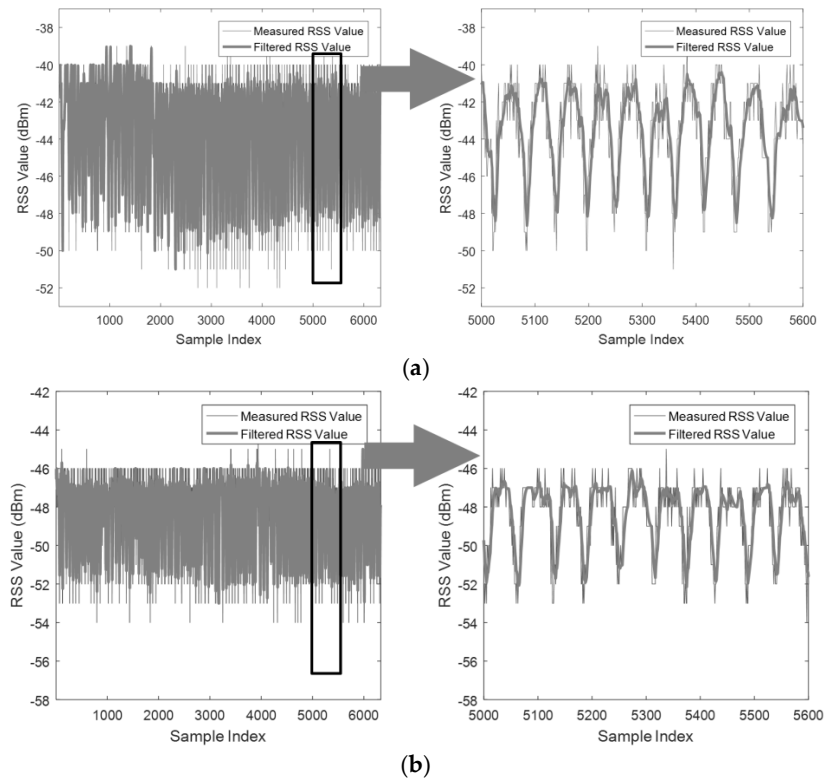 -38
-40
-42
-44
-46
-48
-50
-52
RSS Value (dBm)
1000 2000 3000 4000 5000 6000
Sample Index
Measured RSS Value
Filtered RSS Value
-38
-40
-42
-44
-46
-48
-50
-52
RSS Value (dBm)
5000 5100 5200 5300 5400 5500 5600
Sample Index
Measured RSS Value
Filtered RSS Value
(a)
-42
-44
-46
-48
-50
-52
-54
-56
-58
RSS Value (dBm)
1000 2000 3000 4000 5000 6000
Sample Index
Measured RSS Value
Filtered RSS Value
-42
-44
-46
-48
-50
-52
-54
-56
-58
RSS Value (dBm)
5000 5100 5200 5300 5400 5500 5600
Sample Index
Measured RSS Value
Filtered RSS Value
(b)